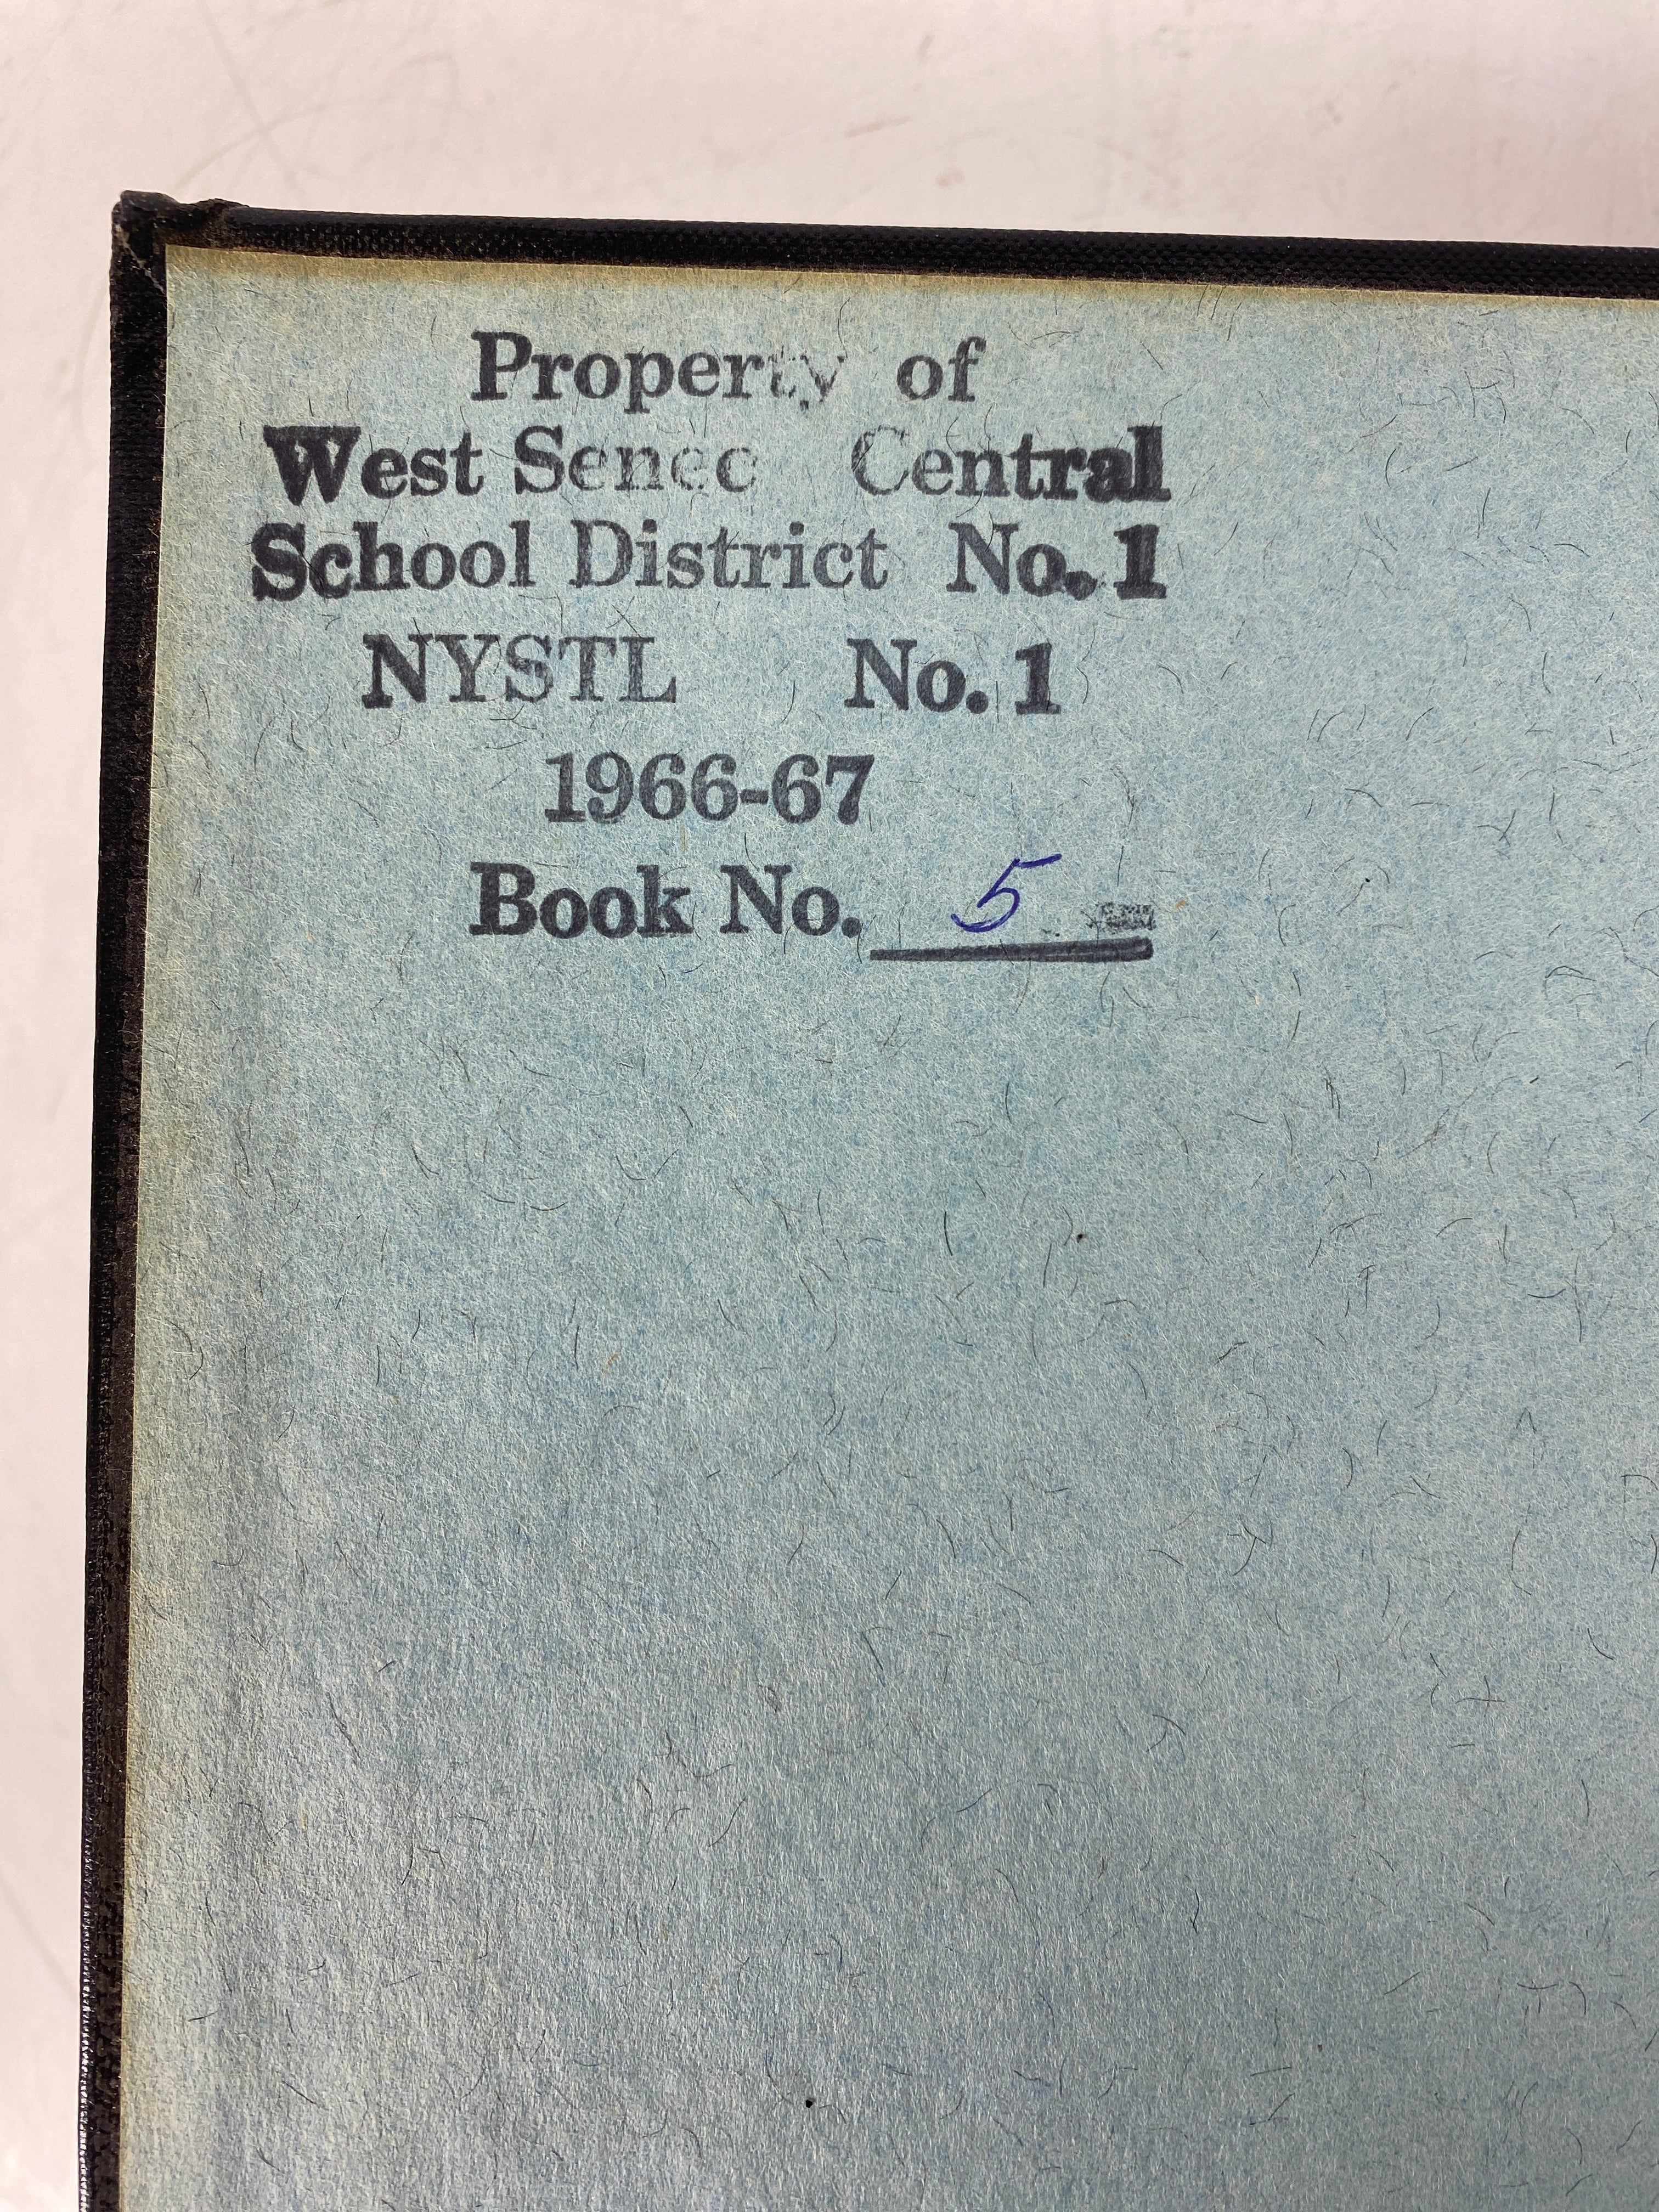 Property of
West Senec Central
School District No. 1
NYSTL No. 1
1966-67
Book No. 5